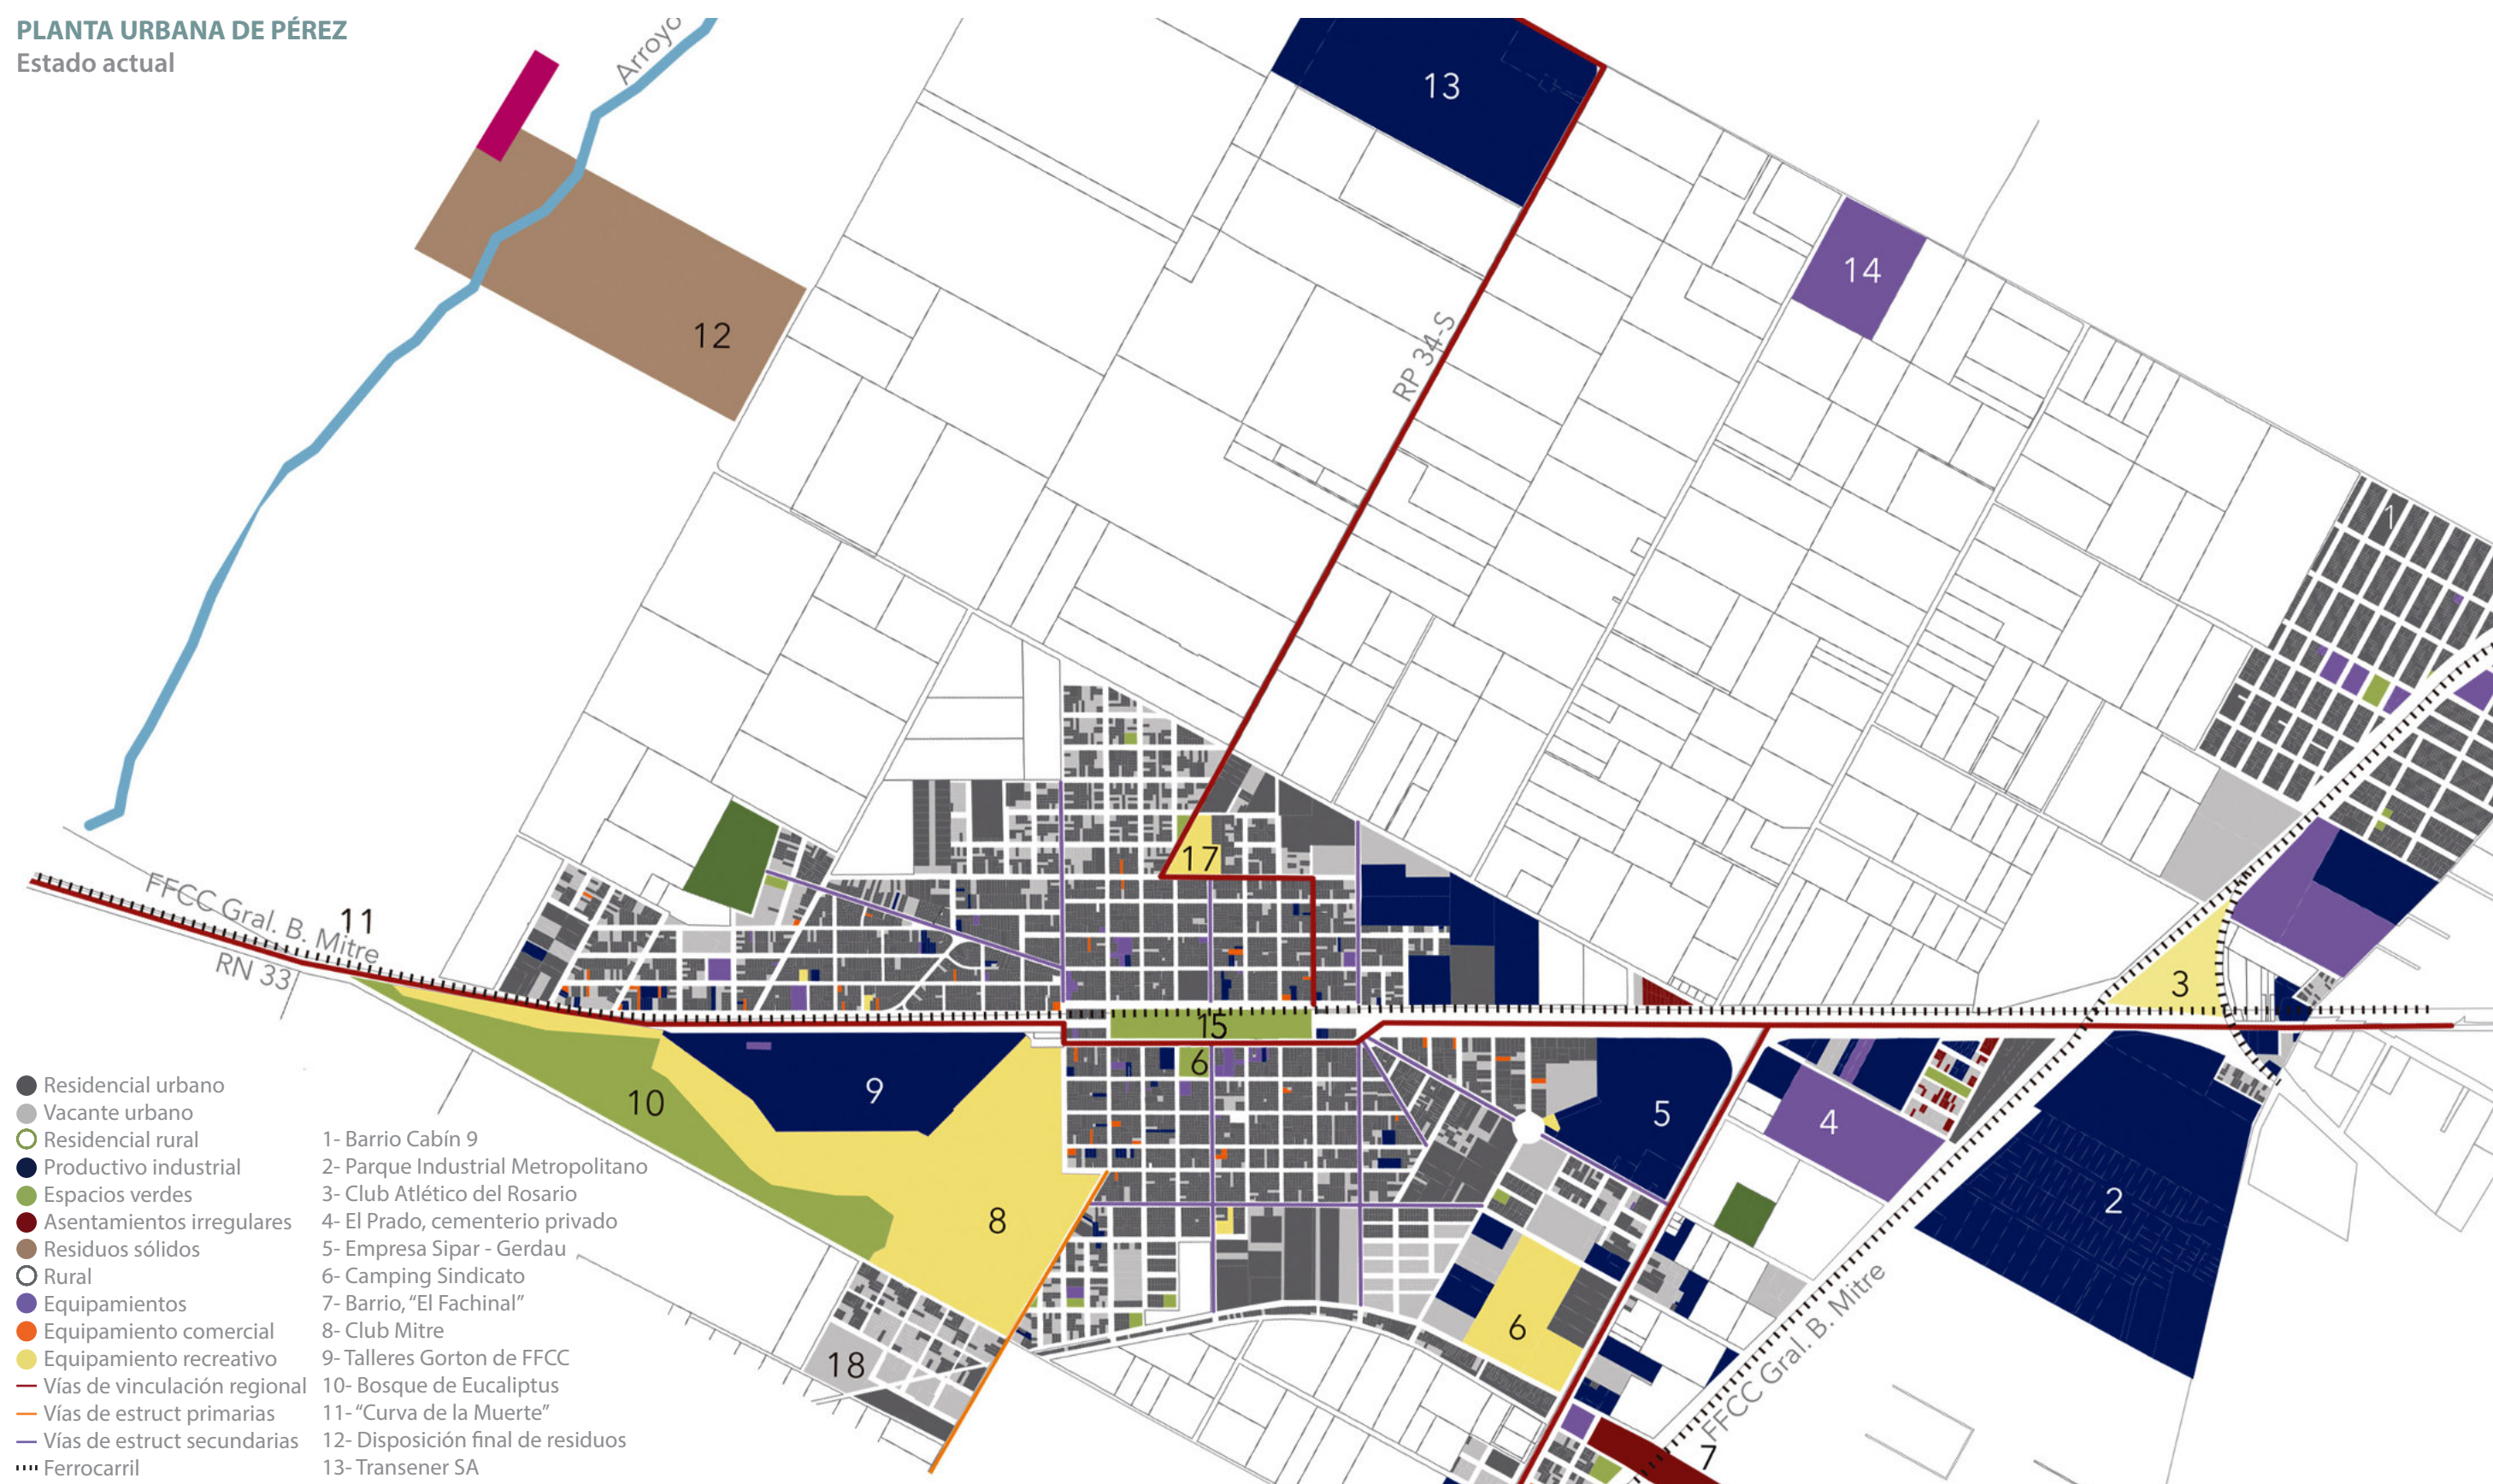 PLANTA URBANA DE PÉREZ
Estado actual
Arroyo
13
14
12
RP 34-S
1
17
11
FFCC Gral. B. Mitre
RN 33
3
15
6
10
9
5
4
8
2
6
18
FFCC Gral. B. Mitre
7
Residencial urbano
Vacante urbano
Residencial rural
Productivo industrial
Espacios verdes
Asentamientos irregulares
Residuos sólidos
Rural
Equipamientos
Equipamiento comercial
Equipamiento recreativo
Vías de vinculación regional
Vías de estruct primarias
Vías de estruct secundarias
Ferrocarril
1- Barrio Cabín 9
2- Parque Industrial Metropolitano
3- Club Atlético del Rosario
4- El Prado, cementerio privado
5- Empresa Sipar - Gerdau
6- Camping Sindicato
7- Barrio, “El Fachinal”
8- Club Mitre
9- Talleres Gorton de FFCC
10- Bosque de Eucaliptus
11- “Curva de la Muerte”
12- Disposición final de residuos
13- Transener SA